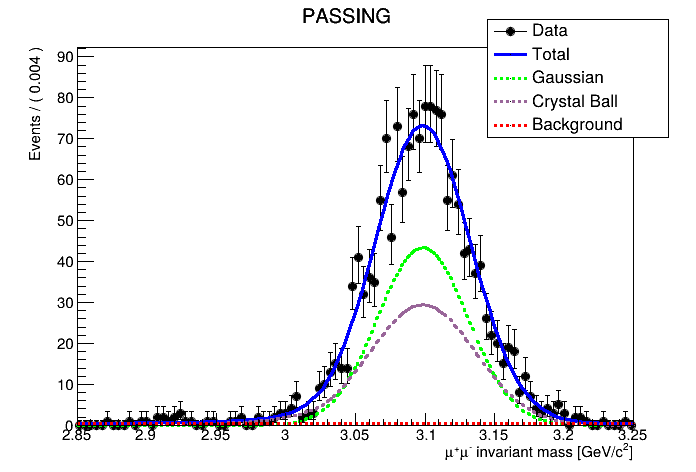 PASSING
Data
Total
Gaussian
Crystal Ball
Background
Events / ( 0.004 )
90
80
70
60
50
40
30
20
10
0
2.85 2.9 2.95 3 3.05 3.1 3.15 3.2 3.25
μ⁺μ⁻ invariant mass [GeV/c²]